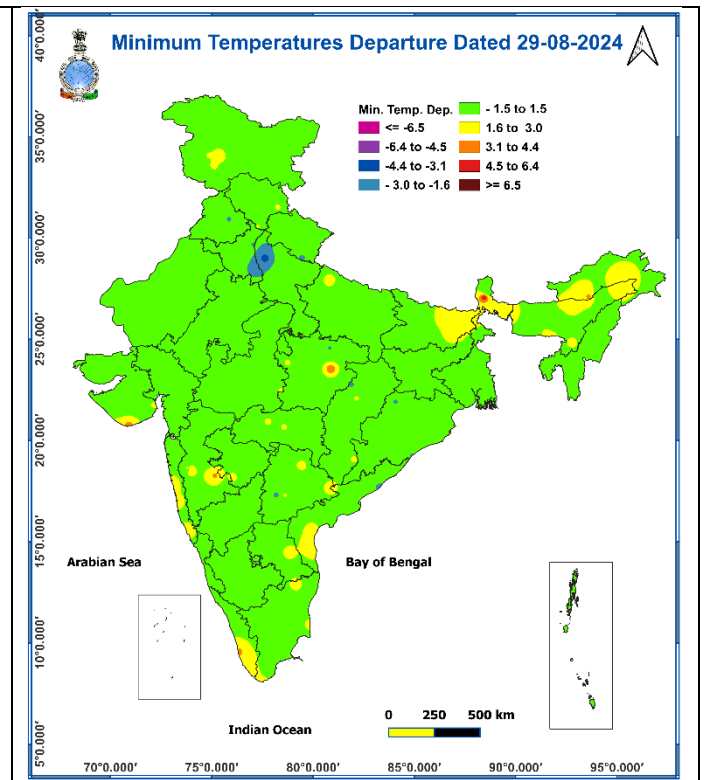 Minimum Temperatures Departure Dated 29-08-2024
Min. Temp. Dep.
<= -6.5
-6.4 to -4.5
-4.4 to -3.1
- 3.0 to -1.6
- 1.5 to 1.5
1.6 to 3.0
3.1 to 4.4
4.5 to 6.4
>= 6.5
40°0.000'
35°0.000'
30°0.000'
25°0.000'
20°0.000'
15°0.000'
10°0.000'
5°0.000'
Arabian Sea
Bay of Bengal
Indian Ocean
0 250 500 km
70°0.000' 75°0.000' 80°0.000' 85°0.000' 90°0.000' 95°0.000'